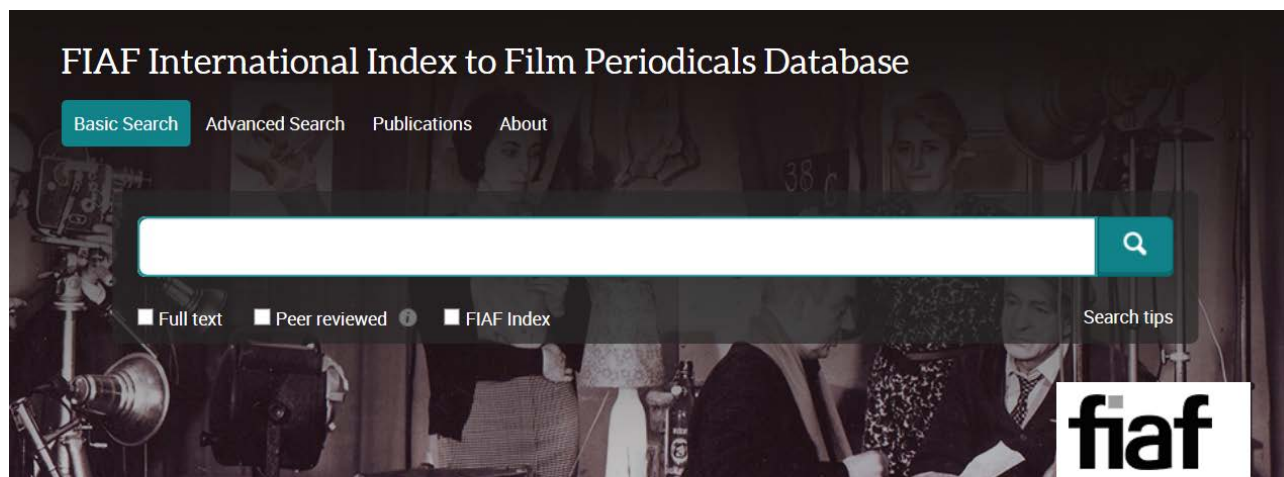 FIAF International Index to Film Periodicals Database
Basic Search Advanced Search Publications About
38
Full text Peer reviewed i FIAF Index Search tips
fiaf